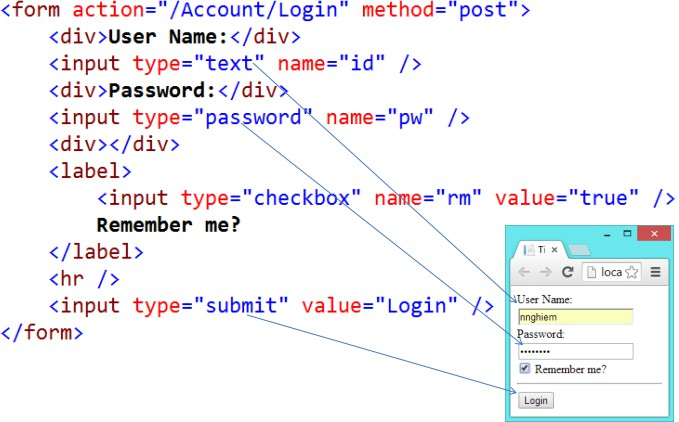 <form action="/Account/Login" method="post">
<div>User Name:</div>
<input type="text" name="id" />
<div>Password:</div>
<input type="password" name="pw" />
<div></div>
<label>
<input type="checkbox" name="rm" value="true" />
Remember me?
</label>
<hr />
<input type="submit" value="Login" />
</form>
Ti
loca
User Name:
nnghiem
Password:
••••••••
Remember me?
Login